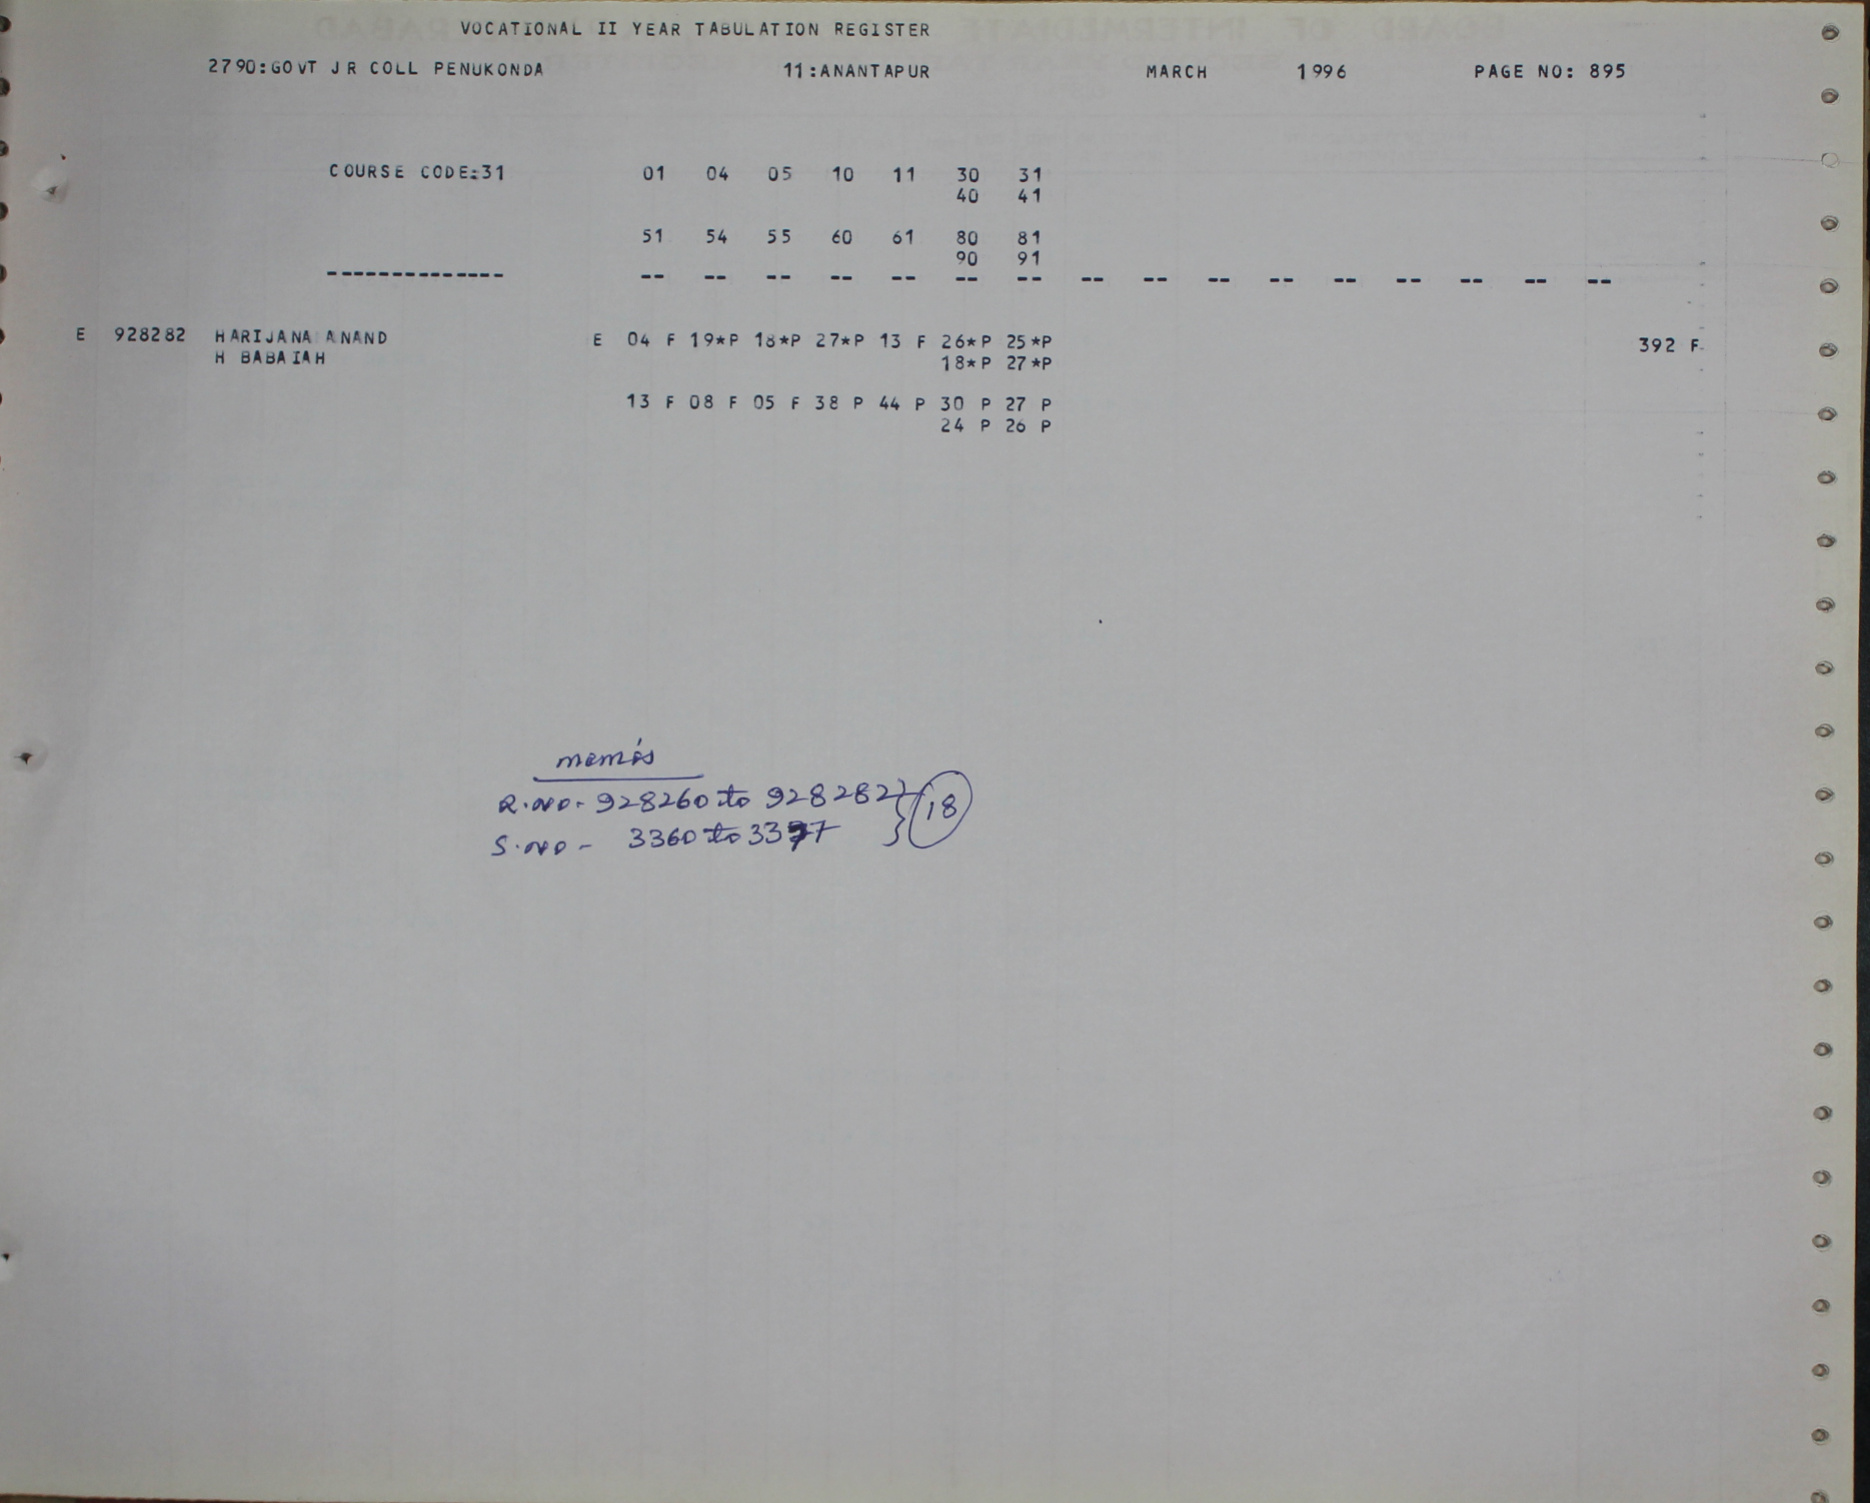 VOCATIONAL II YEAR TABULATION REGISTER
2790:GOVT JR COLL PENUKONDA 11:ANANTAPUR MARCH 1996 PAGE NO: 895
COURSE CODE:31 01 04 05 10 11 30 31
40 41
51 54 55 60 61 80 81
90 91
-------------- -- -- -- -- -- -- -- -- -- -- -- -- -- -- -- --
E 928282 HARIJANA ANAND E 04 F 19*P 18*P 27*P 13 F 26*P 25*P 392 F
H BABAIAH 18*P 27*P
13 F 08 F 05 F 38 P 44 P 30 P 27 P
24 P 26 P
memo's
R.no- 928260 to 928282 } 18
S.no - 3360 to 3377